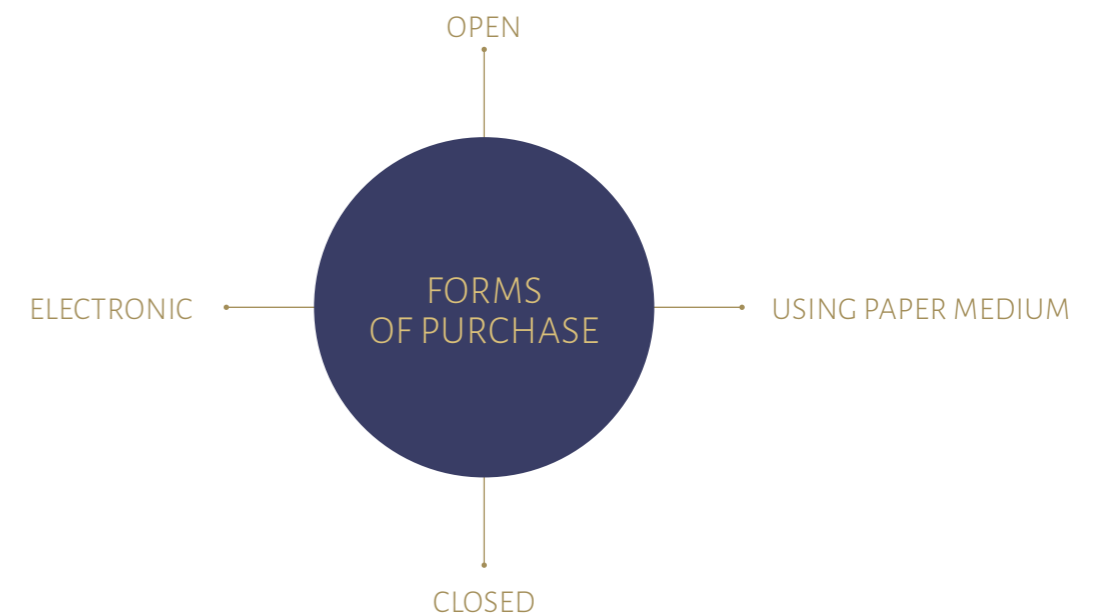 OPEN
ELECTRONIC
FORMS
OF PURCHASE
USING PAPER MEDIUM
CLOSED